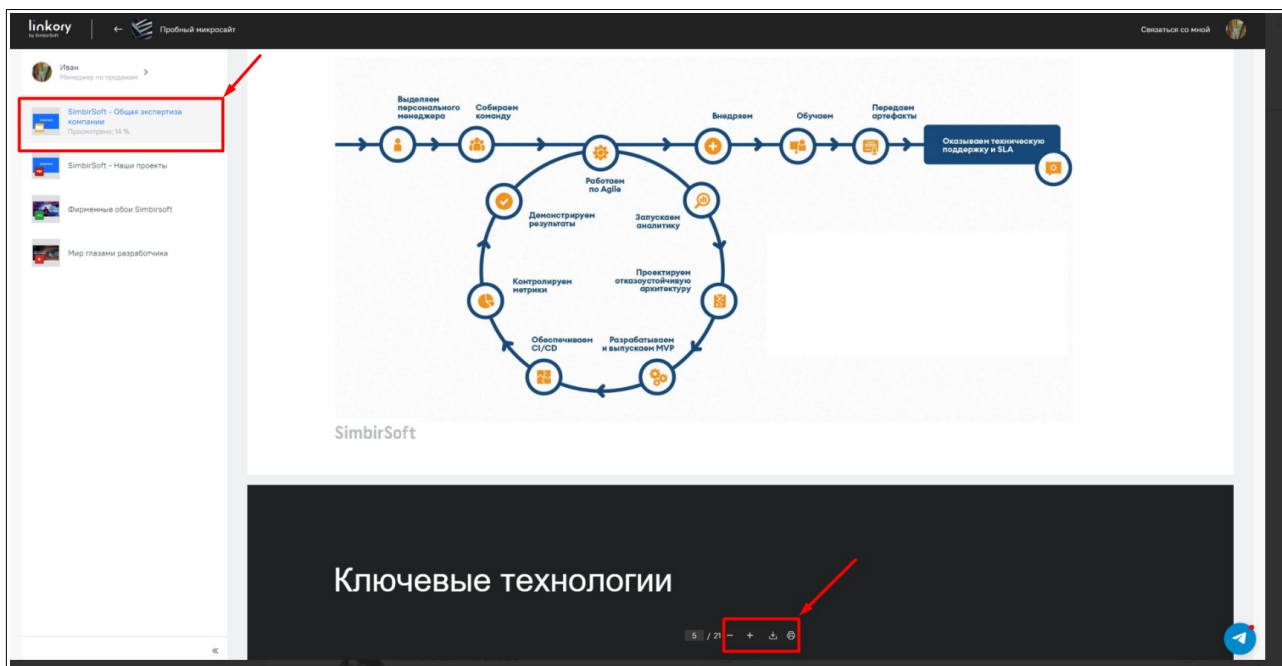 linkory
by SimbirSoft
Пробный микросайт
Связаться со мной
Иван
Менеджер по продажам
SimbirSoft - Общая экспертиза
компании
Просмотрено: 14 %
SimbirSoft - Наши проекты
Фирменные обои Simbirsoft
Мир глазами разработчика
Выделяем
персонального
менеджера
Собираем
команду
Внедряем
Обучаем
Передаем
артефакты
Оказываем техническую
поддержку и SLA
Работаем
по Agile
Демонстрируем
результаты
Запускаем
аналитику
Контролируем
метрики
Проектируем
отказоустойчивую
архитектуру
Обеспечиваем
CI/CD
Разрабатываем
и выпускаем MVP
SimbirSoft
Ключевые технологии
5 / 21